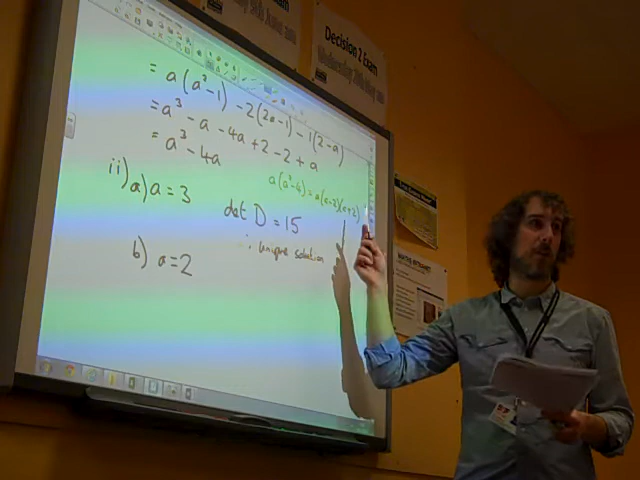 Decision 2 Exam
= a(a²-1) -2(2a-1) -1(2-a)
= a³ - a - 4a + 2 - 2 + a
= a³ - 4a
a(a²-4) = a(a-2)(a+2)
ii) a) a = 3
det D = 15
∴ unique solution
b) a = 2